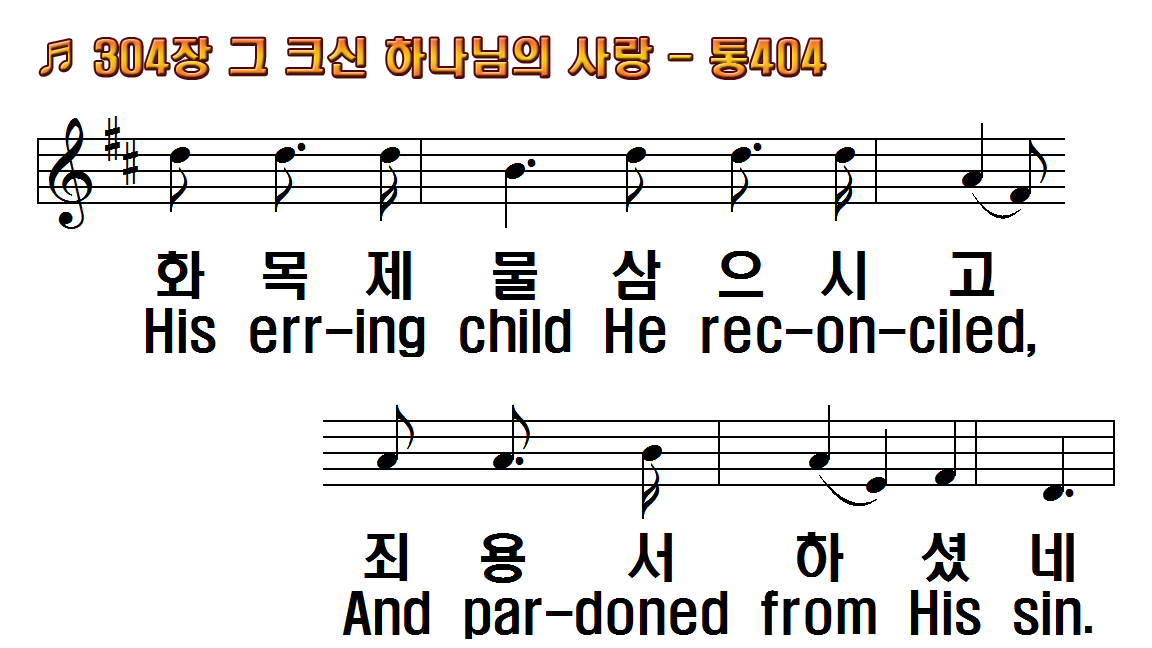 ♬ 304장 그 크신 하나님의 사랑 - 통404
화 목 제 물 삼 으 시 고
His err-ing child He rec-on-ciled,
죄 용 서 하 셨 네
And par-doned from His sin.